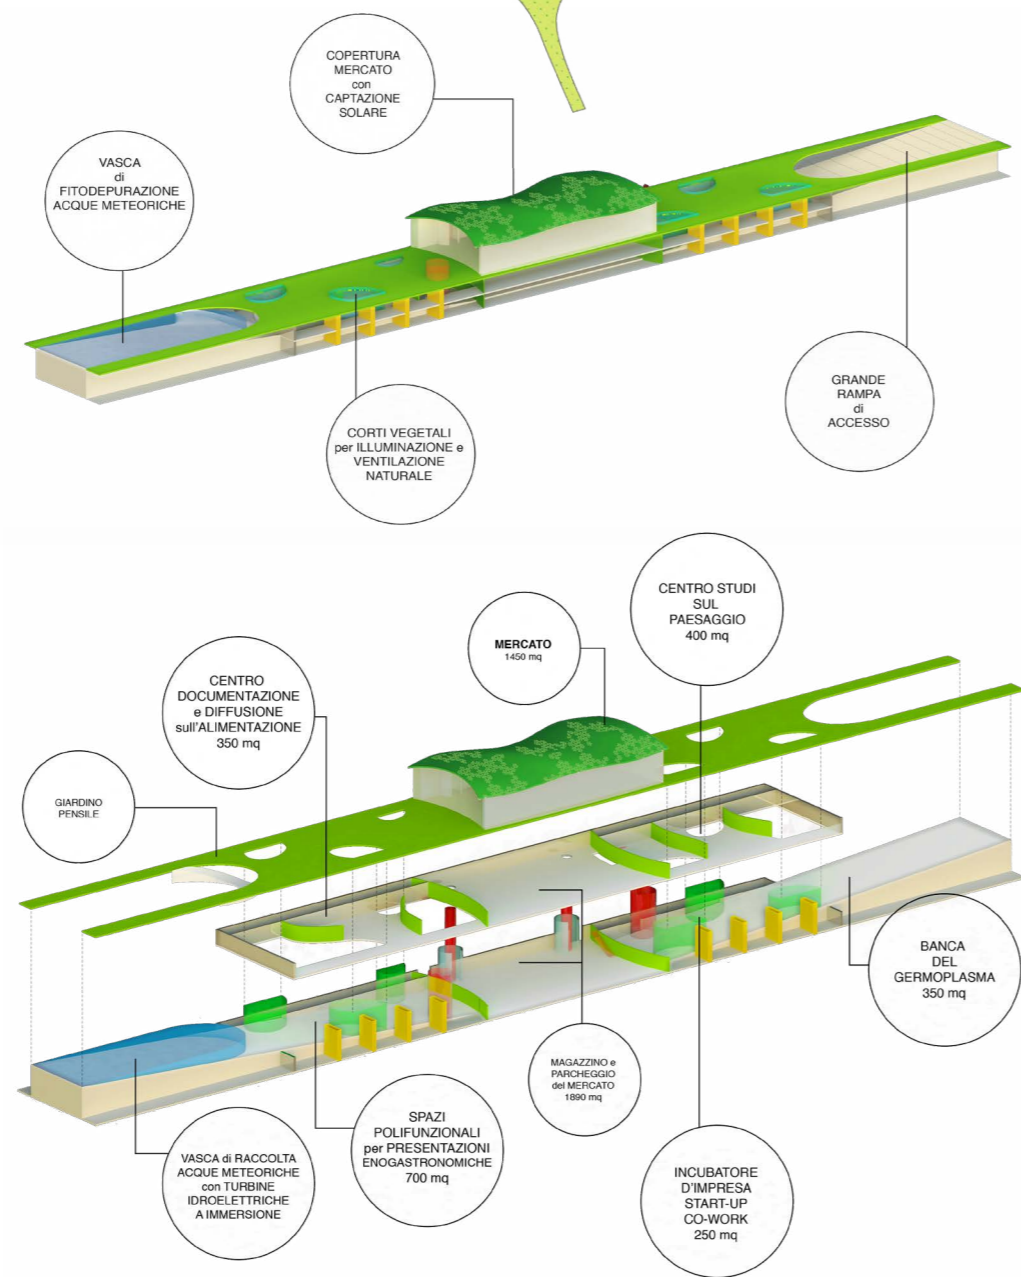 COPERTURA
MERCATO
con
CAPTAZIONE
SOLARE
VASCA
di
FITODEPURAZIONE
ACQUE METEORICHE
GRANDE
RAMPA
di
ACCESSO
CORTI VEGETALI
per ILLUMINAZIONE e
VENTILAZIONE
NATURALE
CENTRO STUDI
SUL
PAESAGGIO
400 mq
MERCATO
1450 mq
CENTRO
DOCUMENTAZIONE
e DIFFUSIONE
sull'ALIMENTAZIONE
350 mq
GIARDINO
PENSILE
BANCA
DEL
GERMOPLASMA
350 mq
MAGAZZINO e
PARCHEGGIO
del MERCATO
1890 mq
SPAZI
POLIFUNZIONALI
per PRESENTAZIONI
ENOGASTRONOMICHE
700 mq
VASCA di RACCOLTA
ACQUE METEORICHE
con TURBINE
IDROELETTRICHE
A IMMERSIONE
INCUBATORE
D'IMPRESA
START-UP
CO-WORK
250 mq